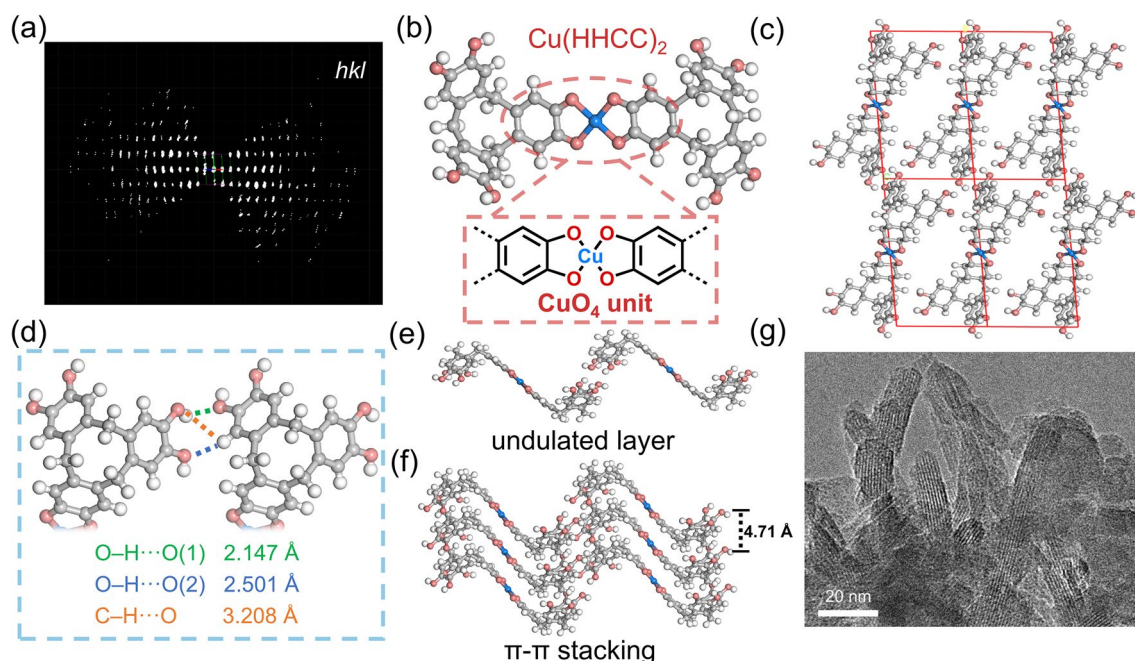 (a)
hkl
(b)
Cu(HHCC)2
O
O
Cu
O
O
CuO4 unit
(c)
(d)
O–H···O(1) 2.147 Å
O–H···O(2) 2.501 Å
C–H···O 3.208 Å
(e)
undulated layer
(f)
4.71 Å
π-π stacking
(g)
20 nm